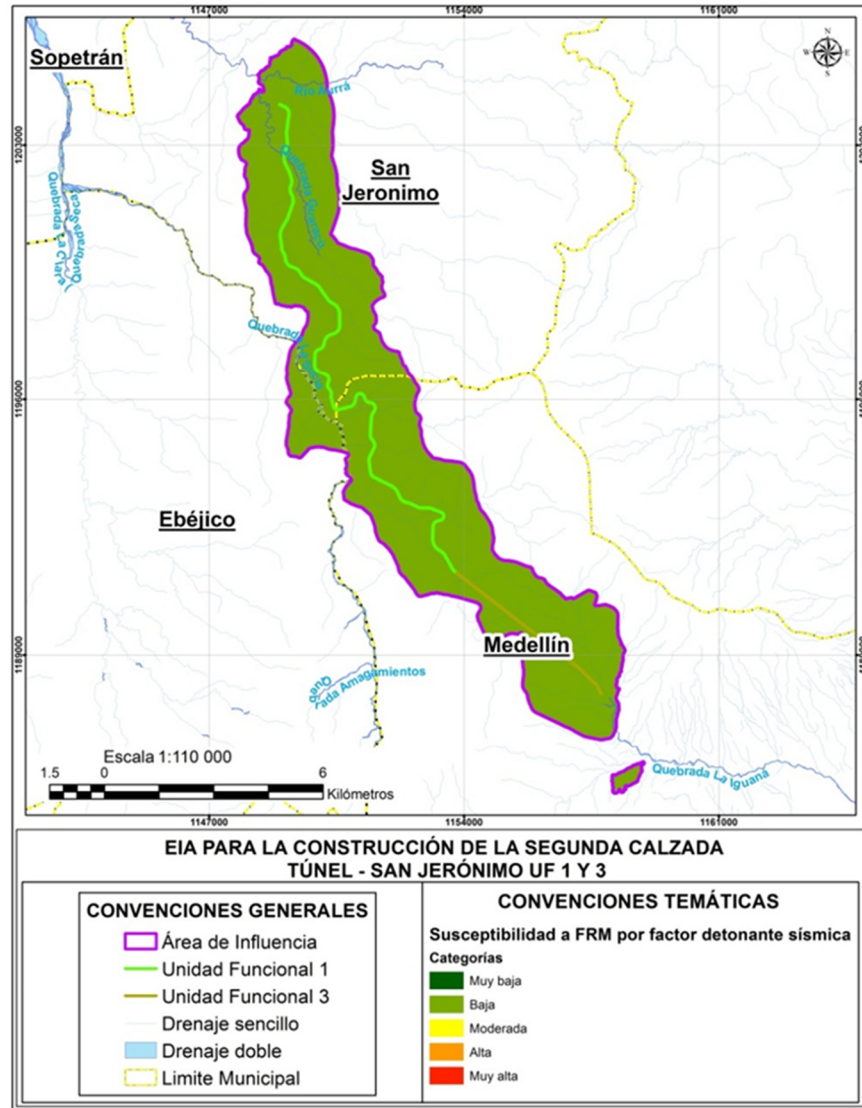 1147000 1154000 1161000
Sopetrán
N
W E
S
Río Aurrá
1203000
San
Jeronimo
Quebrada La Clara
Quebrada Seca
Quebrada
1196000
Ebéjico
1189000
Medellín
Quebrada Amagamientos
Escala 1:110 000
1.5 0 6
Kilómetros
Quebrada La Iguaná
1147000 1154000 1161000
EIA PARA LA CONSTRUCCIÓN DE LA SEGUNDA CALZADA
TÚNEL - SAN JERÓNIMO UF 1 Y 3
CONVENCIONES GENERALES
Área de Influencia
Unidad Funcional 1
Unidad Funcional 3
Drenaje sencillo
Drenaje doble
Limite Municipal
CONVENCIONES TEMÁTICAS
Susceptibilidad a FRM por factor detonante sísmica
Categorías
Muy baja
Baja
Moderada
Alta
Muy alta